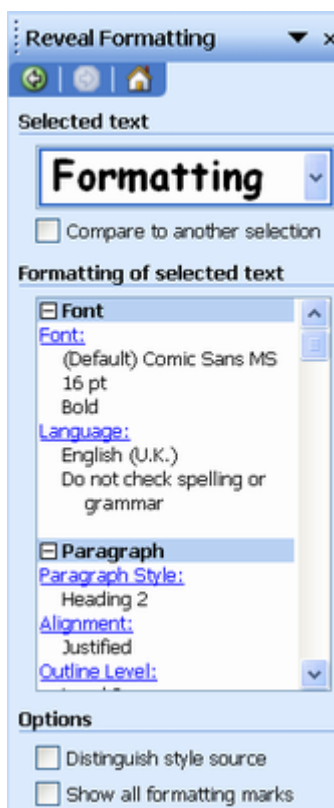 Reveal Formatting
Selected text
Formatting
Compare to another selection
Formatting of selected text
Font
Font:
(Default) Comic Sans MS
16 pt
Bold
Language:
English (U.K.)
Do not check spelling or
grammar
Paragraph
Paragraph Style:
Heading 2
Alignment:
Justified
Outline Level:
Options
Distinguish style source
Show all formatting marks